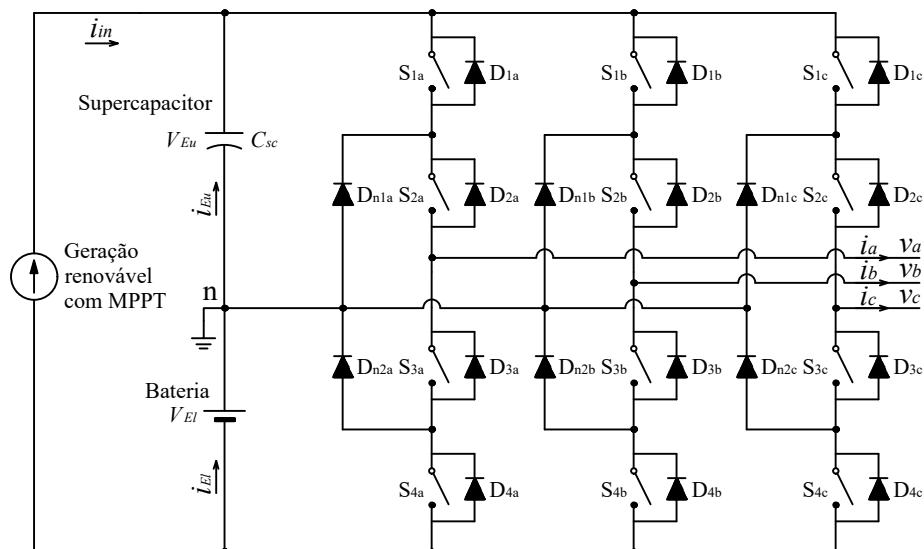 i_in
S1a
D1a
S1b
D1b
S1c
D1c
Supercapacitor
V_Eu
C_sc
i_Eu
Dn1a
S2a
D2a
Dn1b
S2b
D2b
Dn1c
S2c
D2c
Geração
renovável
com MPPT
i_a
v_a
i_b
v_b
i_c
v_c
n
Bateria
V_El
i_El
Dn2a
S3a
D3a
Dn2b
S3b
D3b
Dn2c
S3c
D3c
S4a
D4a
S4b
D4b
S4c
D4c